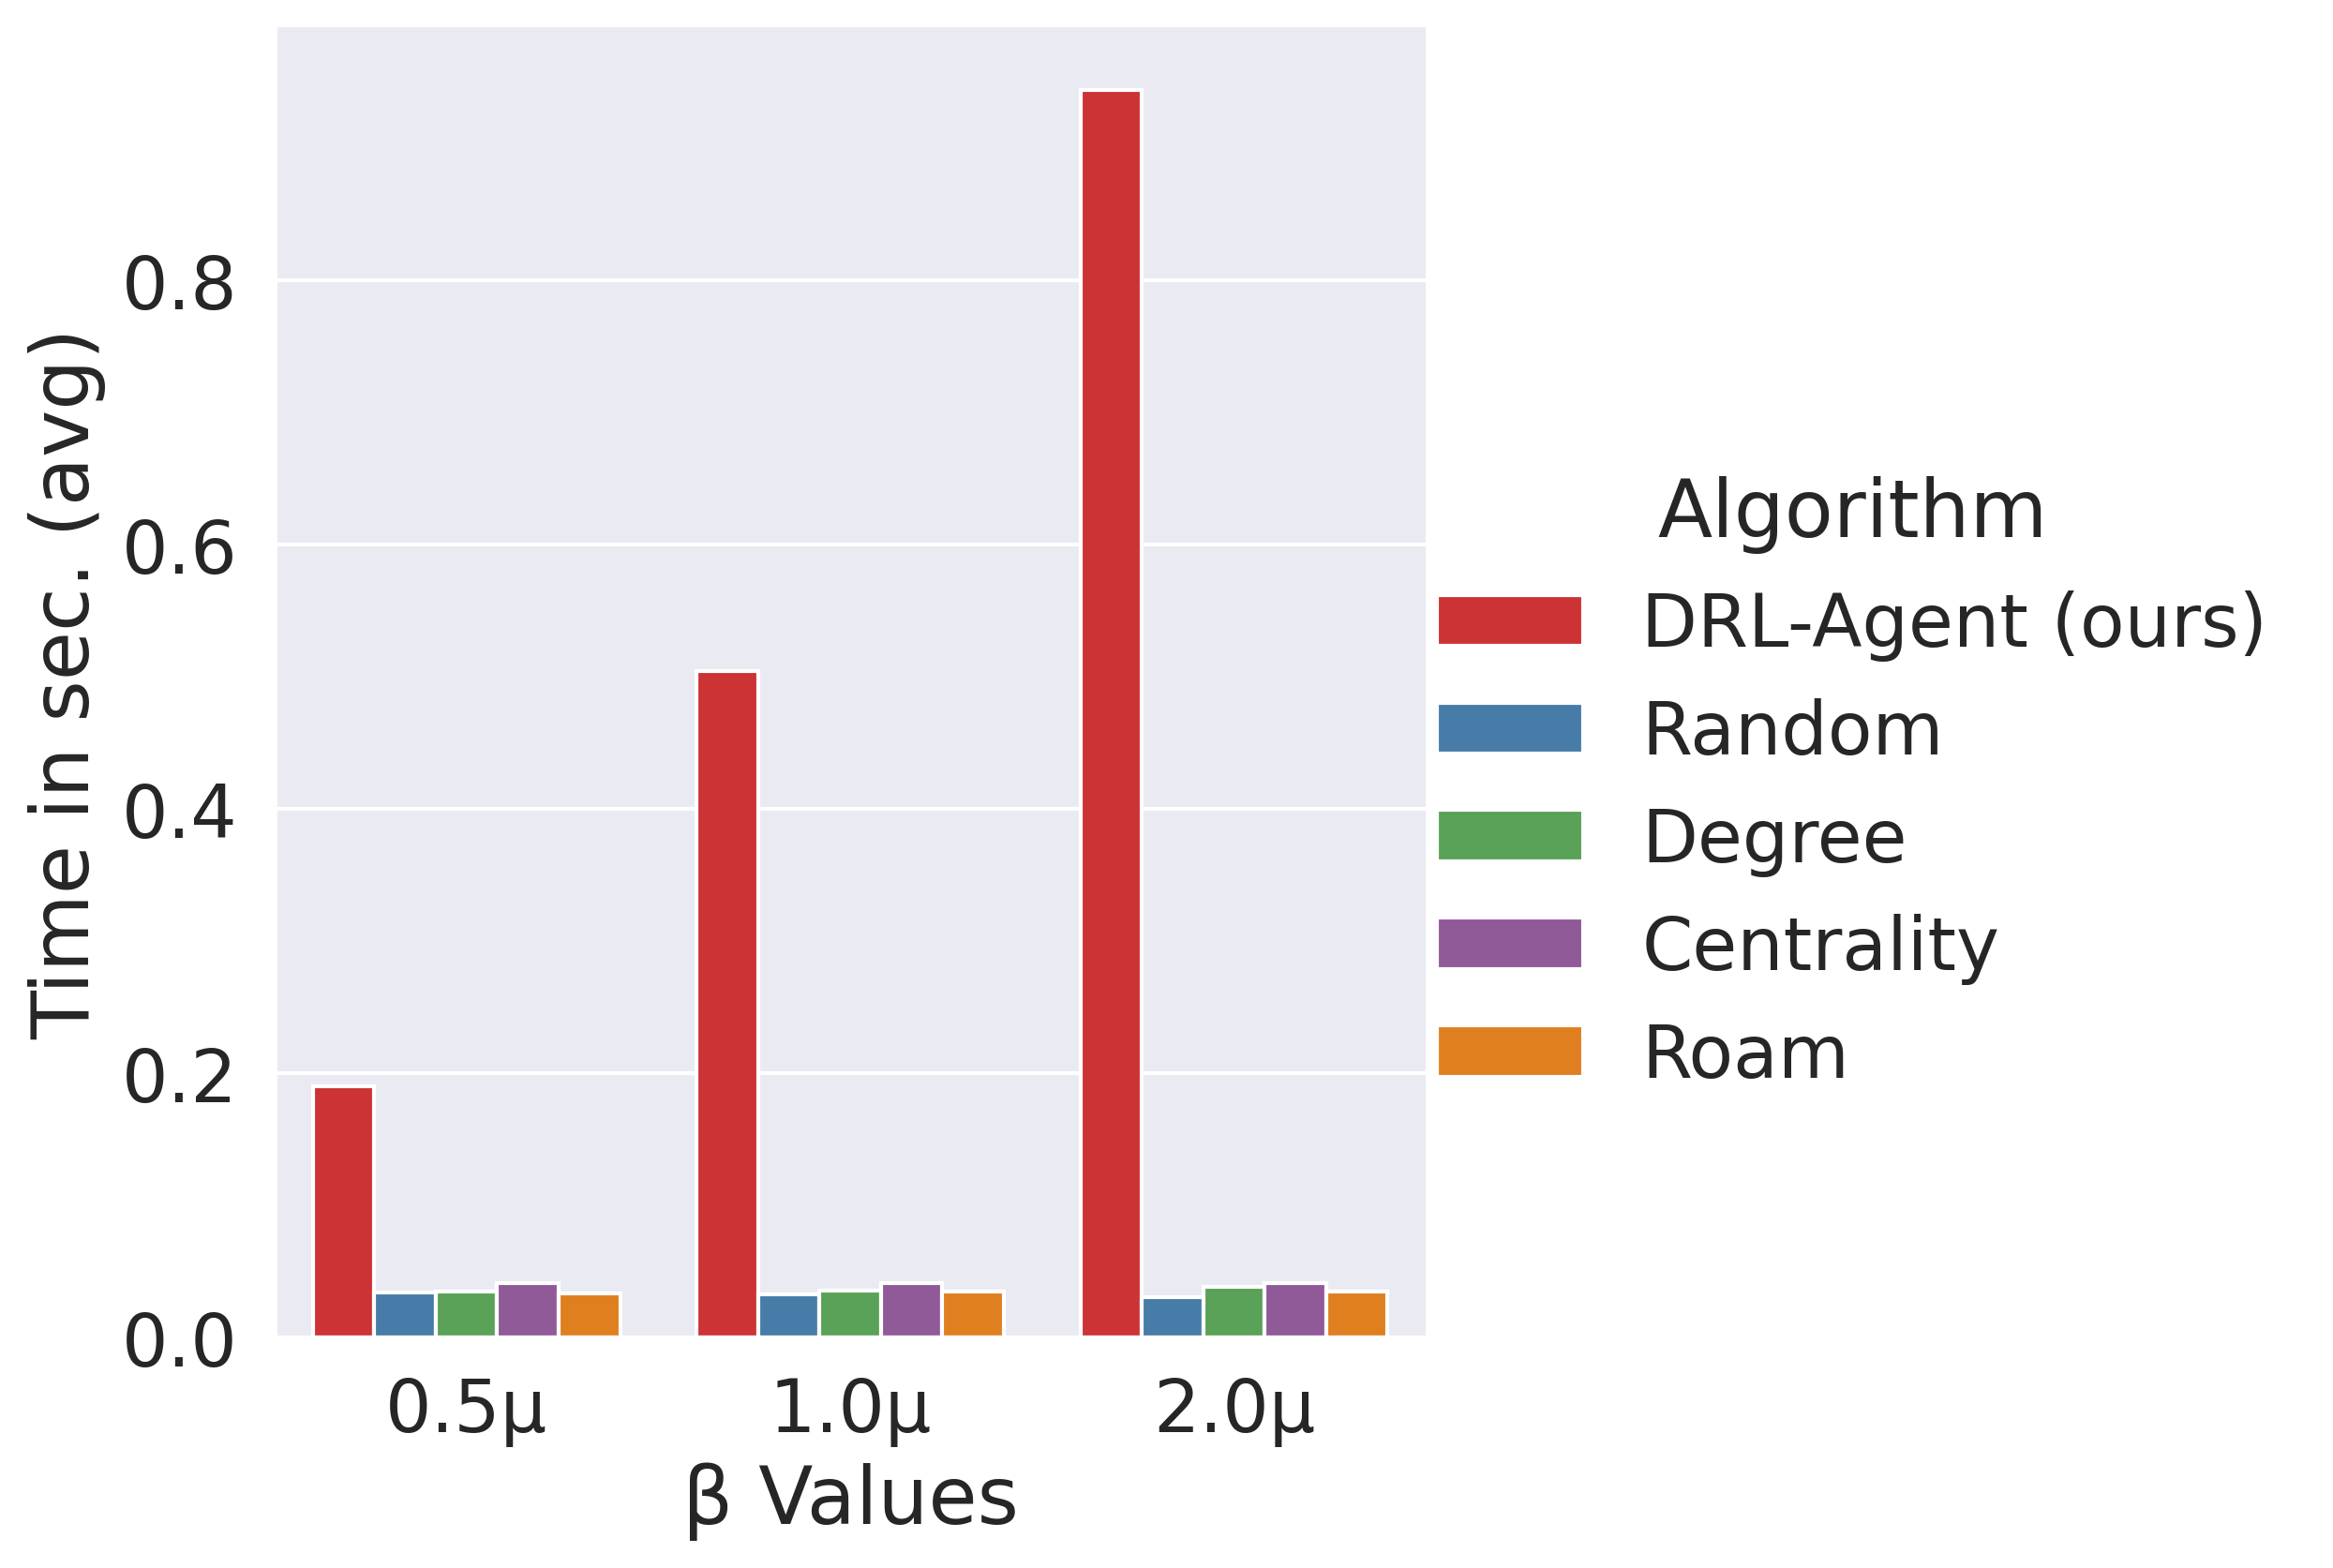 Time in sec. (avg)
0.8
0.6
0.4
0.2
0.0
0.5μ 1.0μ 2.0μ
β Values
Algorithm
DRL-Agent (ours)
Random
Degree
Centrality
Roam